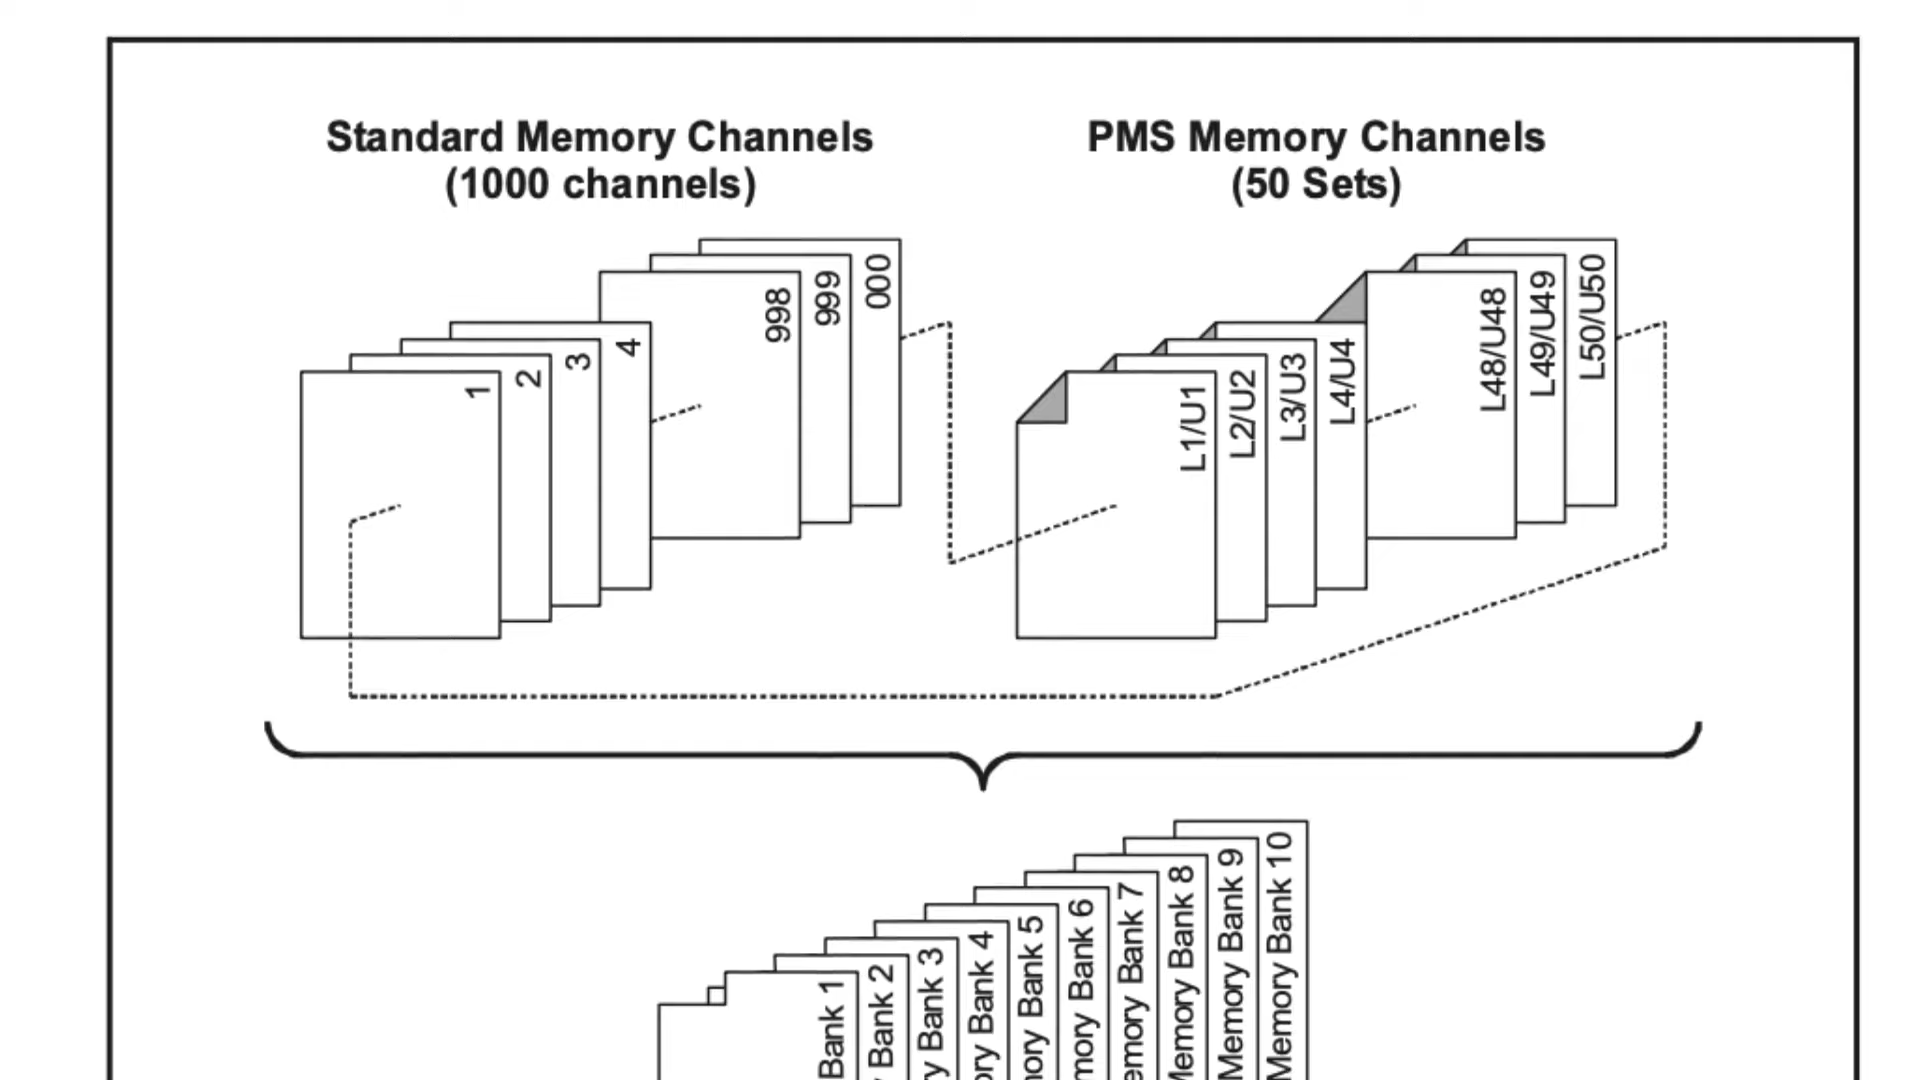 Standard Memory Channels
(1000 channels)
PMS Memory Channels
(50 Sets)
1
2
3
4
998
999
000
L1/U1
L2/U2
L3/U3
L4/U4
L48/U48
L49/U49
L50/U50
Bank 1
Bank 2
Bank 3
Bank 4
Bank 5
Bank 6
Bank 7
Memory Bank 8
Memory Bank 9
Memory Bank 10